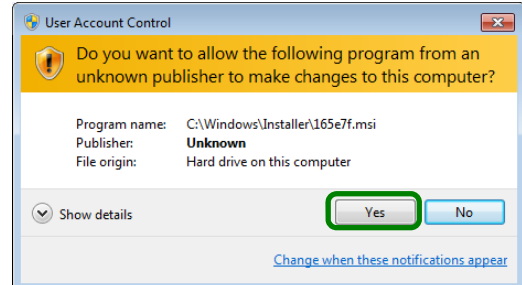 User Account Control
Do you want to allow the following program from an
unknown publisher to make changes to this computer?
Program name: C:\Windows\Installer\165e7f.msi
Publisher: Unknown
File origin: Hard drive on this computer
Show details Yes No
Change when these notifications appear